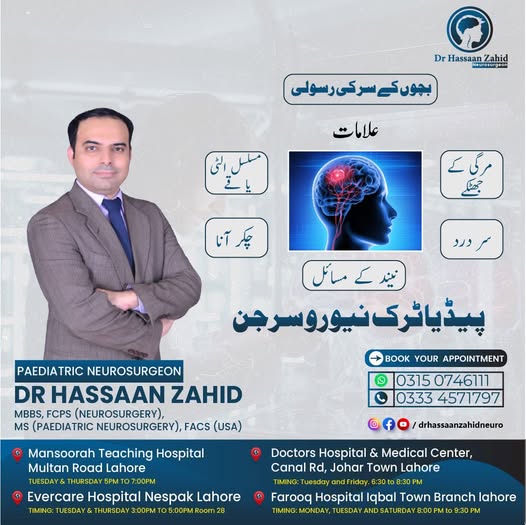 Dr Hassaan Zahid
Neurosurgeon
بچوں کے سر کی رسولی
علامات
مسلسل الٹی
یا قے
مرگی کے
جھٹکے
چکر آنا
سر درد
نیند کے مسائل
پیڈیاٹرک نیوروسرجن
PAEDIATRIC NEUROSURGEON
DR HASSAAN ZAHID
MBBS, FCPS (NEUROSURGERY),
MS (PAEDIATRIC NEUROSURGERY), FACS (USA)
BOOK YOUR APPOINTMENT
0315 0746111
0333 4571797
/ drhassaanzahidneuro
Mansoorah Teaching Hospital
Multan Road Lahore
TUESDAY & THURSDAY 5PM TO 7:00PM
Doctors Hospital & Medical Center,
Canal Rd, Johar Town Lahore
TIMING: Tuesday and Friday. 6:30 to 8:30 PM
Evercare Hospital Nespak Lahore
TIMING: TUESDAY & THURSDAY 3:00PM TO 5:00PM Room 28
Farooq Hospital Iqbal Town Branch lahore
TIMING: MONDAY, TUESDAY AND SATURDAY 8:00 PM to 9:30 PM